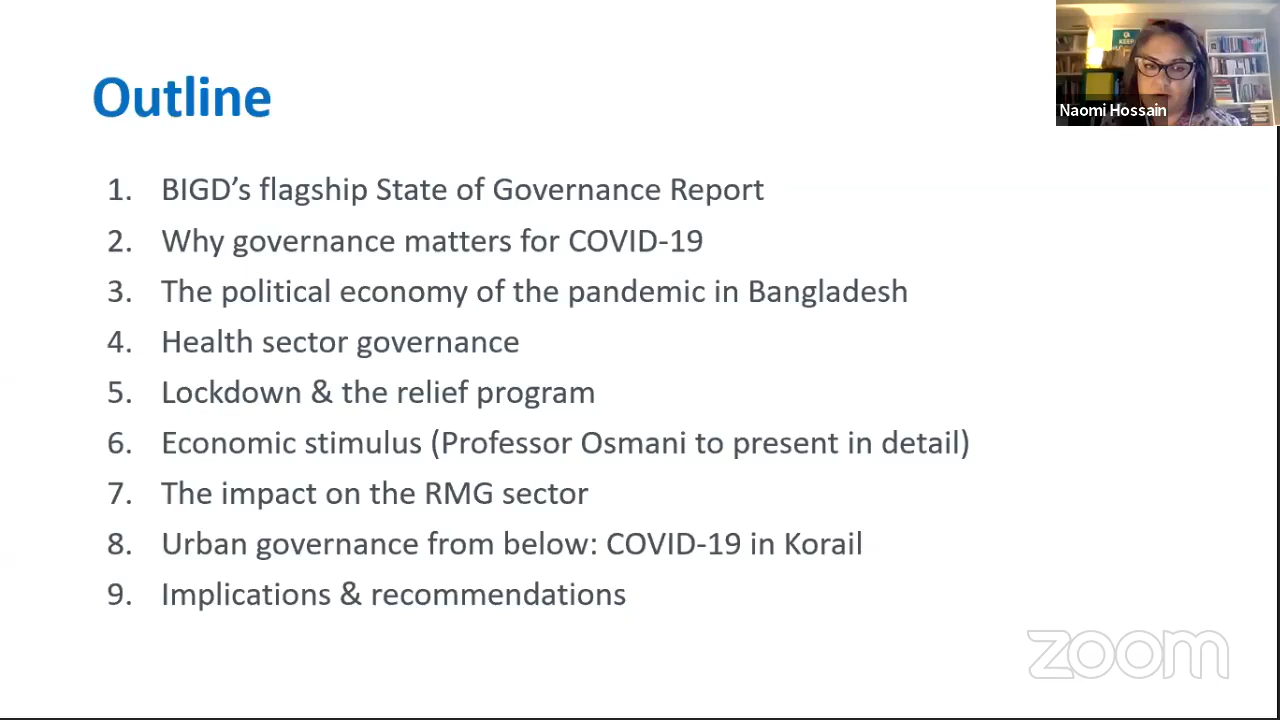 Outline
Naomi Hossain
1. BIGD’s flagship State of Governance Report
2. Why governance matters for COVID-19
3. The political economy of the pandemic in Bangladesh
4. Health sector governance
5. Lockdown & the relief program
6. Economic stimulus (Professor Osmani to present in detail)
7. The impact on the RMG sector
8. Urban governance from below: COVID-19 in Korail
9. Implications & recommendations
zoom